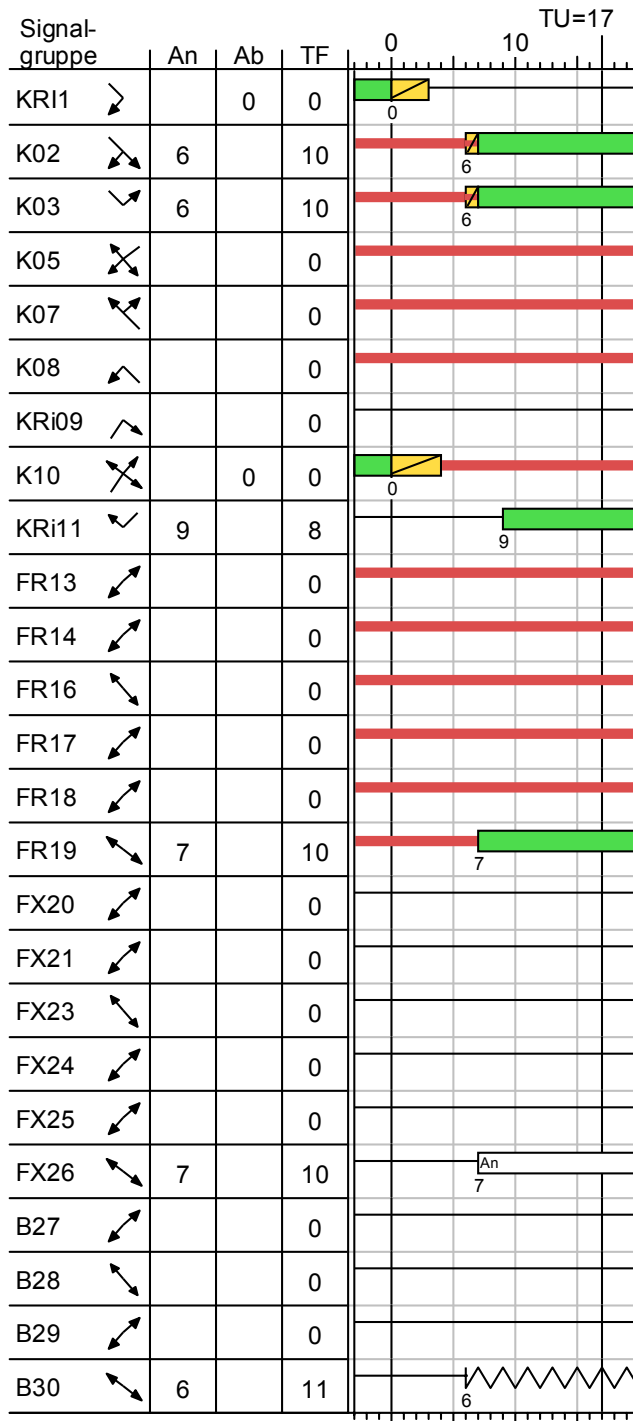 TU=17
Signal-
gruppe An Ab TF 0 10
KRI1 0 0 0
K02 6 10 6
K03 6 10 6
K05 0
K07 0
K08 0
KRi09 0
K10 0 0 0
KRi11 9 8 9
FR13 0
FR14 0
FR16 0
FR17 0
FR18 0
FR19 7 10 7
FX20 0
FX21 0
FX23 0
FX24 0
FX25 0
FX26 7 10 An 7
B27 0
B28 0
B29 0
B30 6 11 6